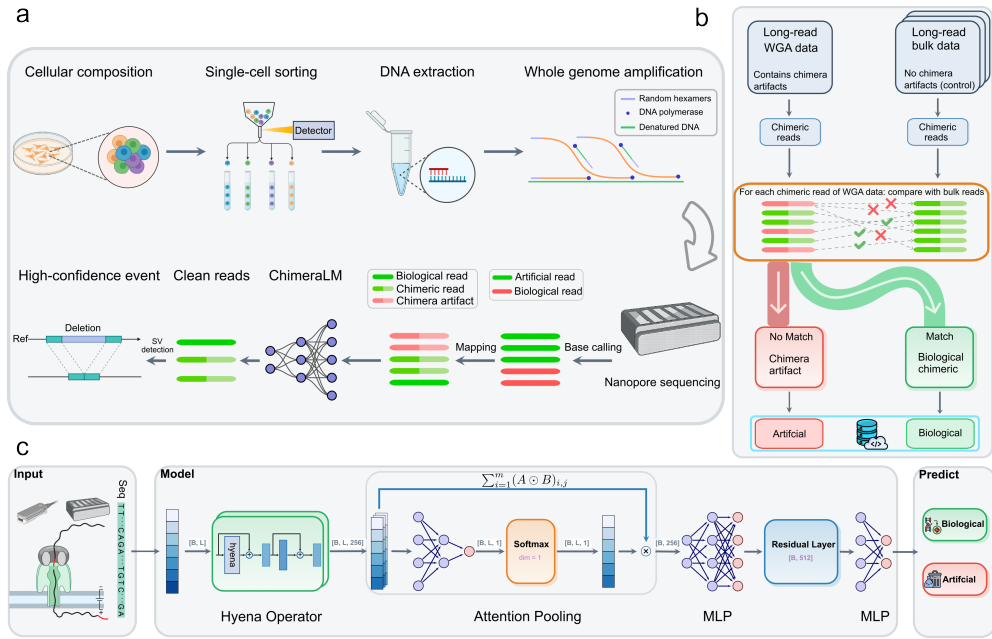 a
Cellular composition
Single-cell sorting
DNA extraction
Whole genome amplification
Detector
Random hexamers
DNA polymerase
Denatured DNA
High-confidence event
Clean reads
ChimeraLM
Biological read
Chimeric read
Chimera artifact
Artificial read
Biological read
Ref
Deletion
SV
detection
Mapping
Base calling
Nanopore sequencing
b
Long-read
WGA data
Contains chimera
artifacts
Long-read
bulk data
No chimera
artifacts (control)
Chimeric
reads
Chimeric
reads
For each chimeric read of WGA data: compare with bulk reads
No Match
Chimera
artifact
Match
Biological
chimeric
Artifcial
Biological
c
Input
Seq
TT···CAGA···TGTC···GA
Model
[B, L]
hyena
[B, L, 256]
Hyena Operator
∑_{i=1}^{m}(A ⊙ B)_{i,j}
[B, L, 1]
Softmax
dim = 1
[B, L, 1]
[B, 256]
Attention Pooling
MLP
Residual Layer
[B, 512]
MLP
Predict
Biological
Artifcial